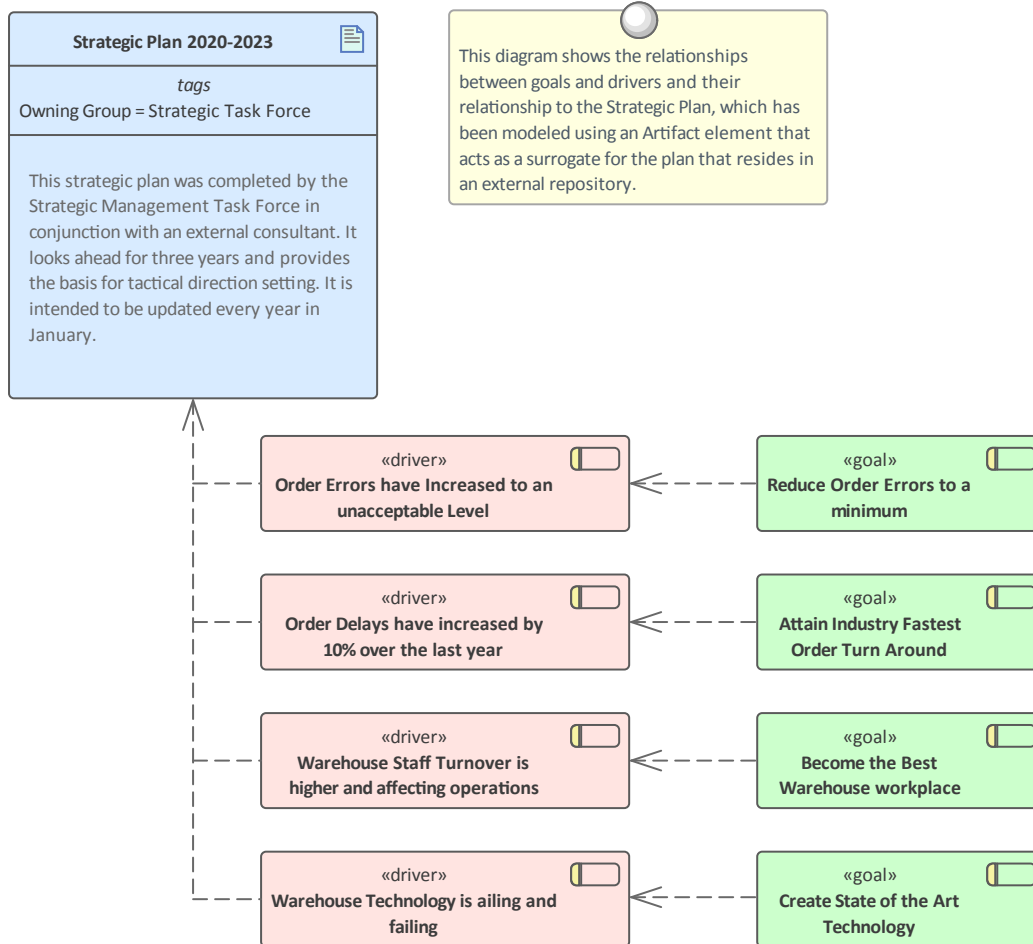 Strategic Plan 2020-2023
tags
Owning Group = Strategic Task Force
This strategic plan was completed by the
Strategic Management Task Force in
conjunction with an external consultant. It
looks ahead for three years and provides
the basis for tactical direction setting. It is
intended to be updated every year in
January.
This diagram shows the relationships
between goals and drivers and their
relationship to the Strategic Plan, which has
been modeled using an Artifact element that
acts as a surrogate for the plan that resides in
an external repository.
«driver»
Order Errors have Increased to an
unacceptable Level
«goal»
Reduce Order Errors to a
minimum
«driver»
Order Delays have increased by
10% over the last year
«goal»
Attain Industry Fastest
Order Turn Around
«driver»
Warehouse Staff Turnover is
higher and affecting operations
«goal»
Become the Best
Warehouse workplace
«driver»
Warehouse Technology is ailing and
failing
«goal»
Create State of the Art
Technology